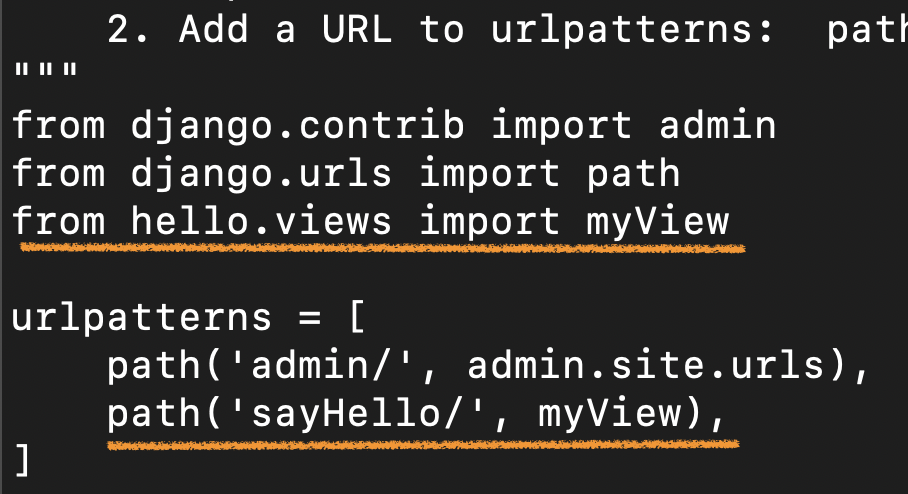 2. Add a URL to urlpatterns:  path
"""
from django.contrib import admin
from django.urls import path
from hello.views import myView
urlpatterns = [
    path('admin/', admin.site.urls),
    path('sayHello/', myView),
]